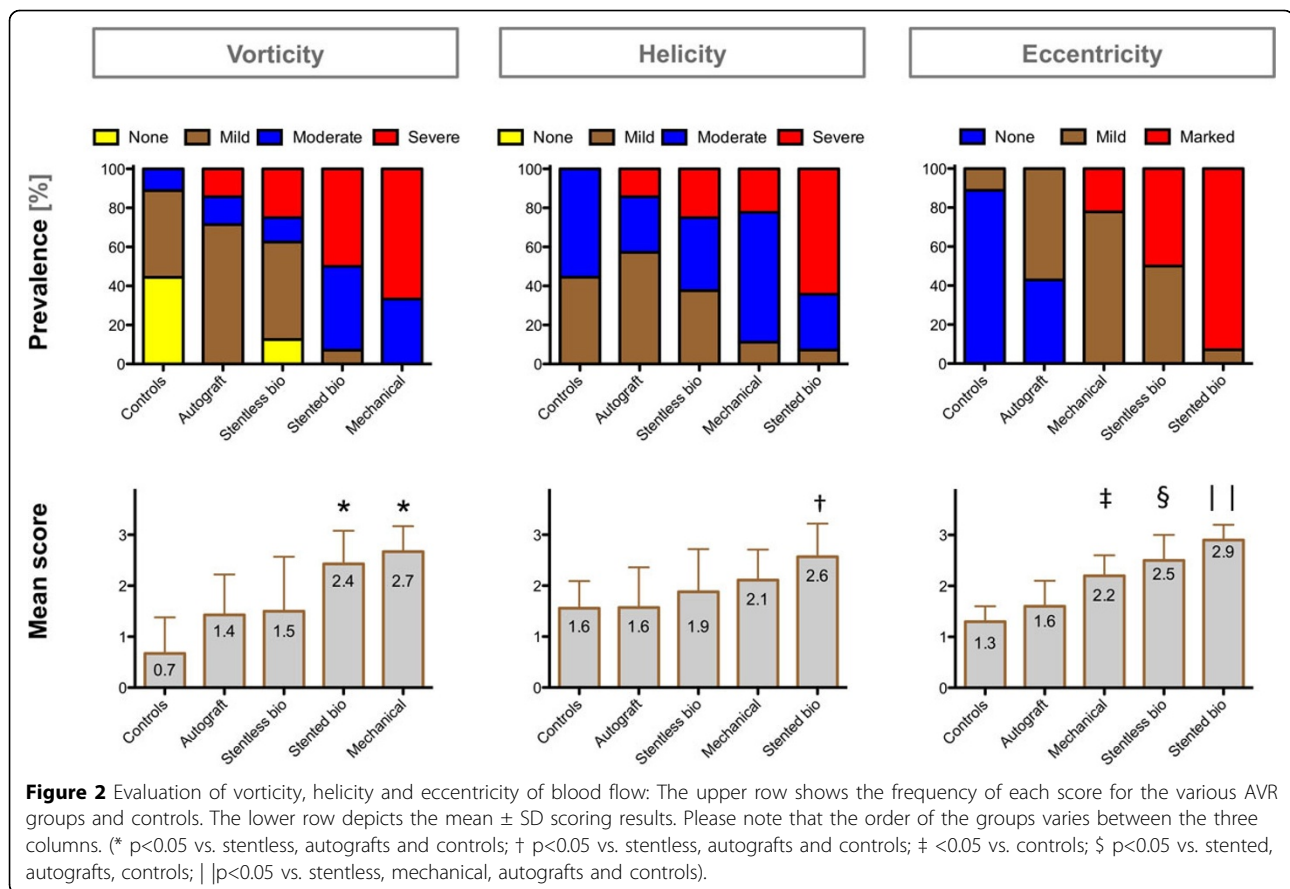 Vorticity Helicity Eccentricity
None Mild Moderate Severe None Mild Moderate Severe None Mild Marked
Prevalence [%]
100
80
60
40
20
0
Controls Autograft Stentless bio Stented bio Mechanical
100
80
60
40
20
0
Controls Autograft Stentless bio Mechanical Stented bio
100
80
60
40
20
0
Controls Autograft Mechanical Stentless bio Stented bio
Mean score
3
2
1
0
* *
0.7 1.4 1.5 2.4 2.7
Controls Autograft Stentless bio Stented bio Mechanical
3
2
1
0
†
1.6 1.6 1.9 2.1 2.6
Controls Autograft Stentless bio Mechanical Stented bio
3
2
1
0
‡ § | |
1.3 1.6 2.2 2.5 2.9
Controls Autograft Mechanical Stentless bio Stented bio
Figure 2 Evaluation of vorticity, helicity and eccentricity of blood flow: The upper row shows the frequency of each score for the various AVR
groups and controls. The lower row depicts the mean ± SD scoring results. Please note that the order of the groups varies between the three
columns. (* p<0.05 vs. stentless, autografts and controls; † p<0.05 vs. stentless, autografts and controls; ‡ <0.05 vs. controls; $ p<0.05 vs. stented,
autografts, controls; | |p<0.05 vs. stentless, mechanical, autografts and controls).